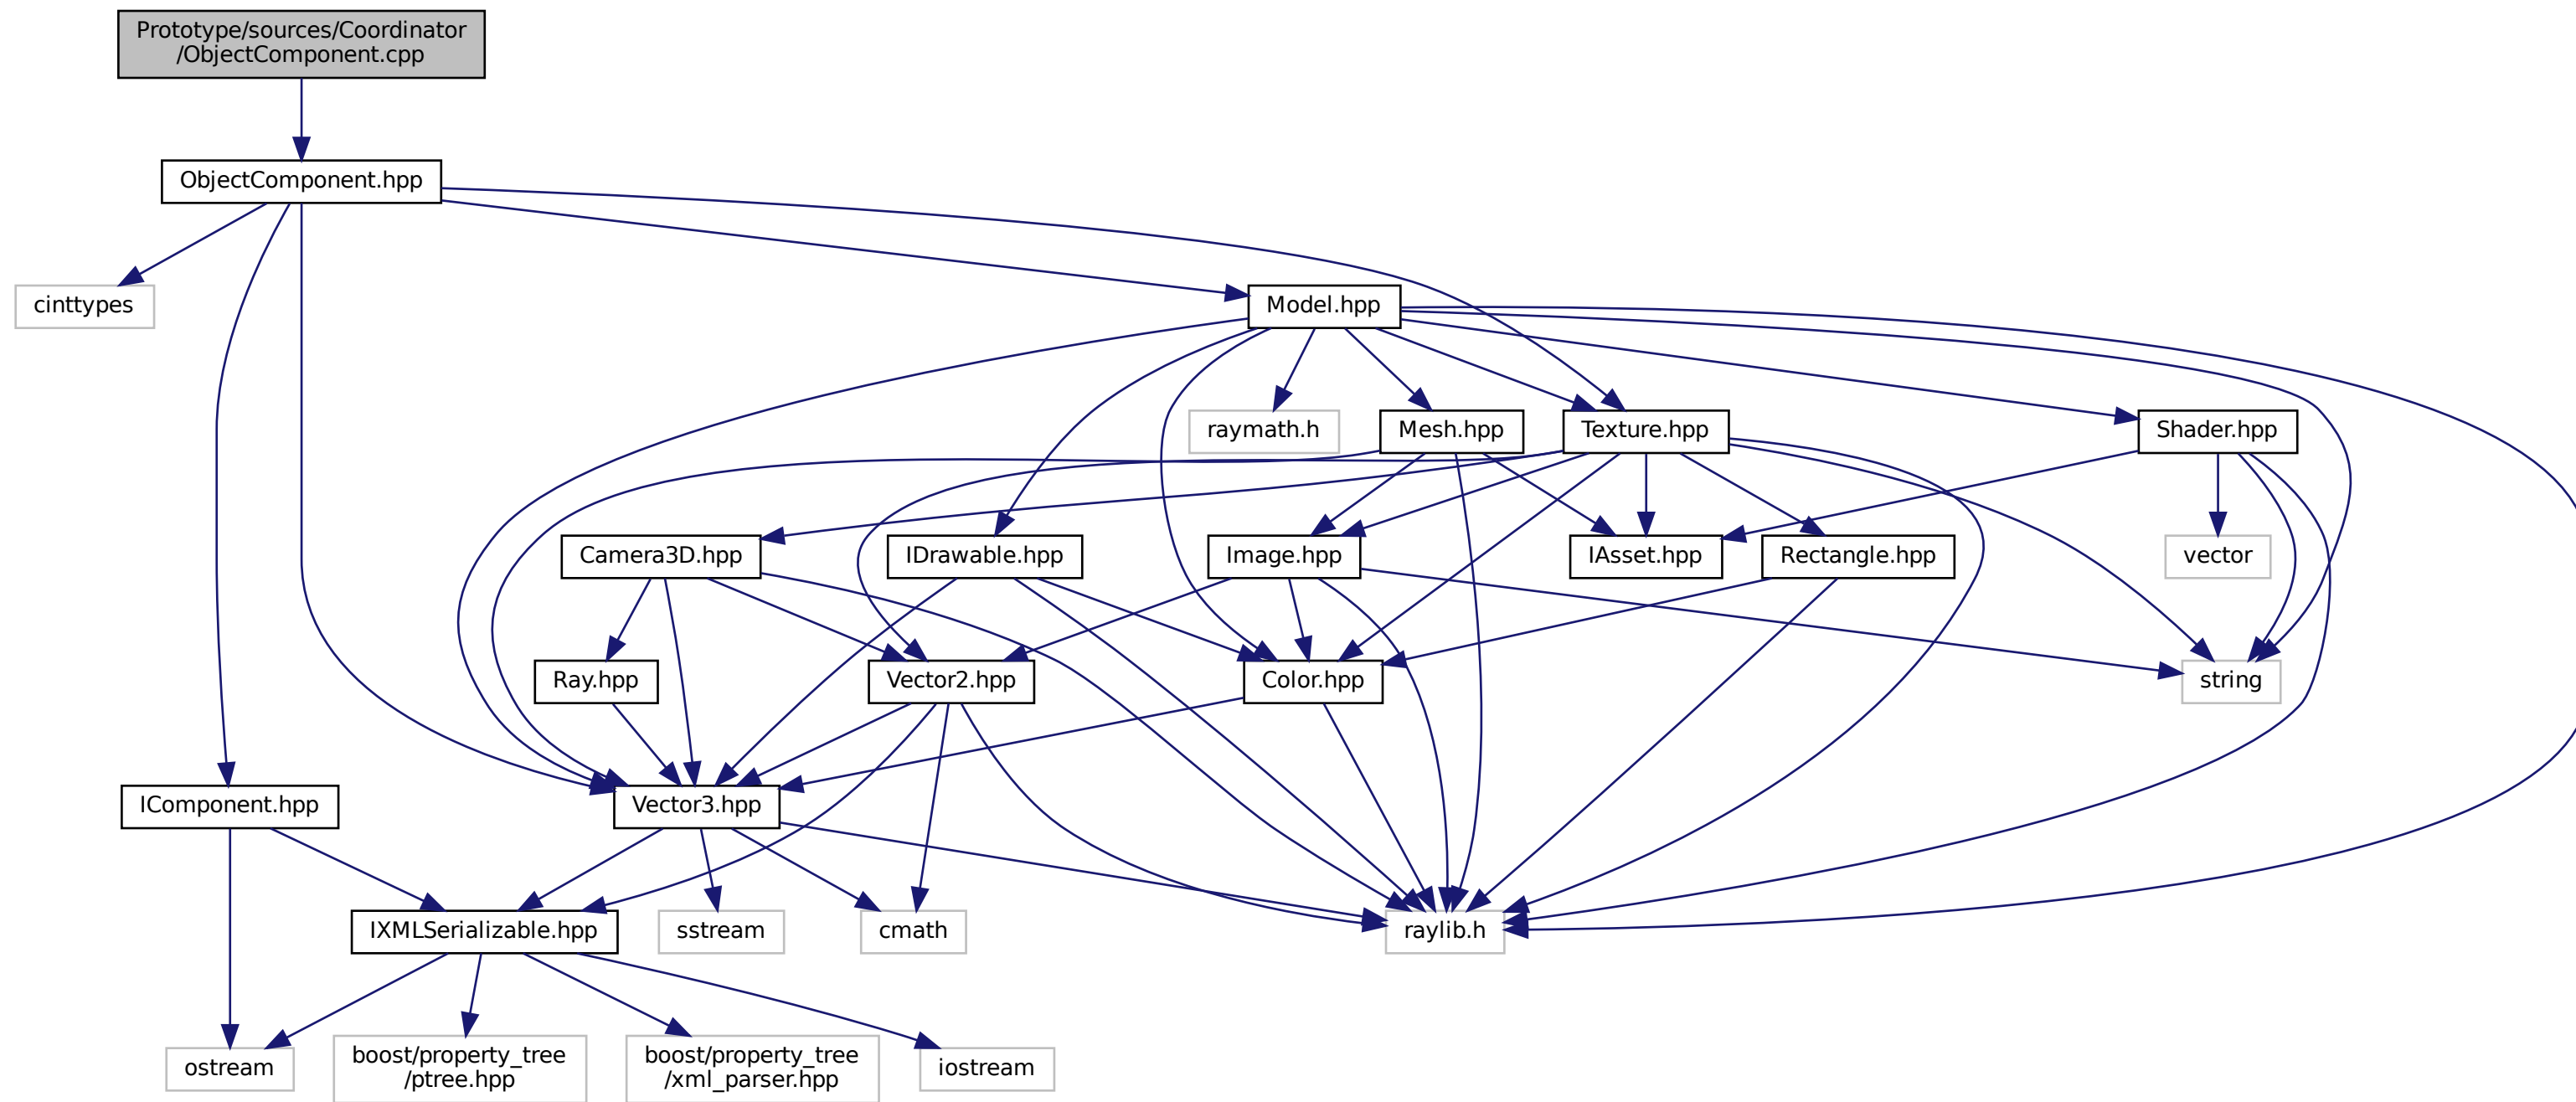 Prototype/sources/Coordinator
/ObjectComponent.cpp
ObjectComponent.hpp
cinttypes
Model.hpp
raymath.h
Mesh.hpp
Texture.hpp
Shader.hpp
Camera3D.hpp
IDrawable.hpp
Image.hpp
IAsset.hpp
Rectangle.hpp
vector
Ray.hpp
Vector2.hpp
Color.hpp
string
IComponent.hpp
Vector3.hpp
IXMLSerializable.hpp
sstream
cmath
raylib.h
ostream
boost/property_tree
/ptree.hpp
boost/property_tree
/xml_parser.hpp
iostream